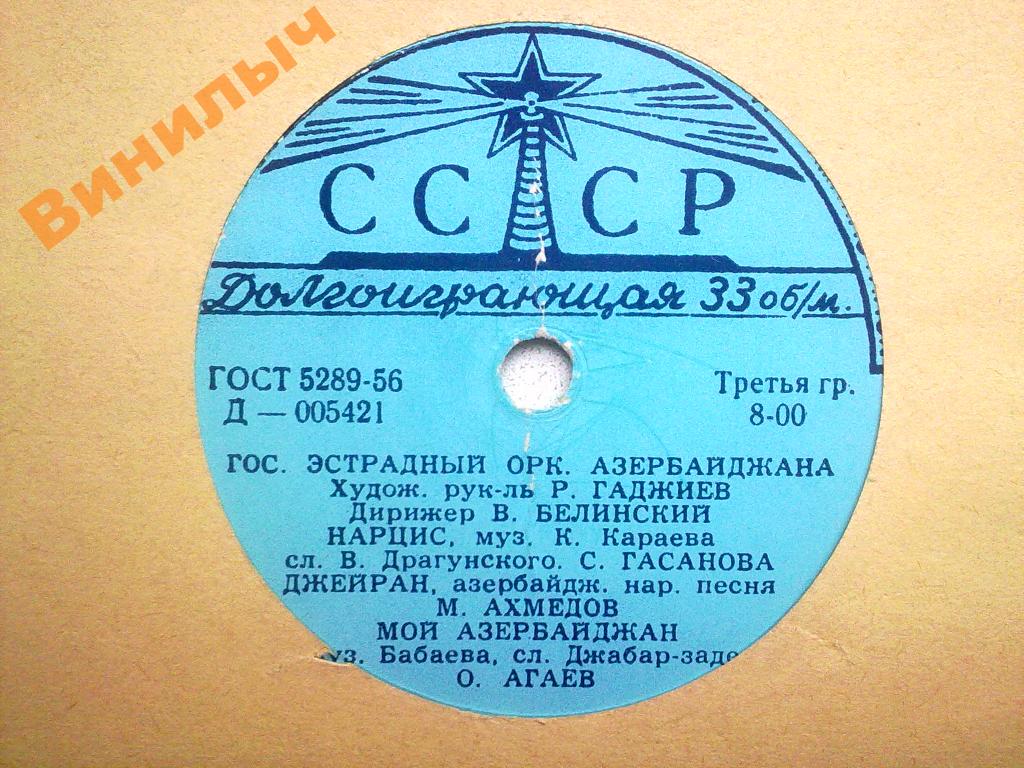 Винилыч
СССР
Долгоиграющая 33 об/м.
ГОСТ 5289-56
Д — 005421
Третья гр.
8-00
ГОС. ЭСТРАДНЫЙ ОРК. АЗЕРБАЙДЖАНА
Худож. рук-ль Р. ГАДЖИЕВ
Дирижер В. БЕЛИНСКИЙ
НАРЦИС, муз. К. Караева
сл. В. Драгунского. С. ГАСАНОВА
ДЖЕЙРАН, азербайдж. нар. песня
М. АХМЕДОВ
МОЙ АЗЕРБАЙДЖАН
уз. Бабаева, сл. Джабар-заде
О. АГАЕВ